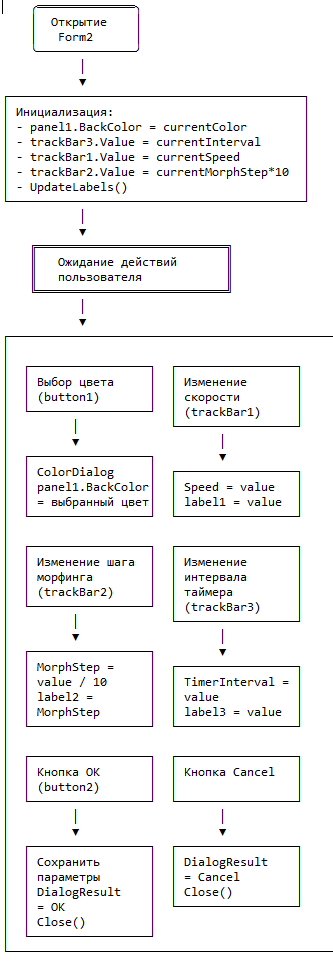 Открытие
Form2
Инициализация:
- panel1.BackColor = currentColor
- trackBar3.Value = currentInterval
- trackBar1.Value = currentSpeed
- trackBar2.Value = currentMorphStep*10
- UpdateLabels()
Ожидание действий
пользователя
Выбор цвета
(button1)
Изменение
скорости
(trackBar1)
ColorDialog
panel1.BackColor
= выбранный цвет
Speed = value
label1 = value
Изменение шага
морфинга
(trackBar2)
Изменение
интервала
таймера
(trackBar3)
MorphStep =
value / 10
label2 =
MorphStep
TimerInterval =
value
label3 = value
Кнопка OK
(button2)
Кнопка Cancel
Сохранить
параметры
DialogResult
= OK
Close()
DialogResult
= Cancel
Close()